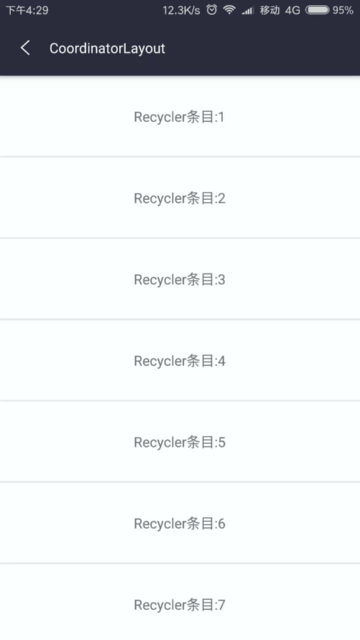 下午4:29 12.3K/s 移动 4G 95%
CoordinatorLayout
Recycler条目:1
Recycler条目:2
Recycler条目:3
Recycler条目:4
Recycler条目:5
Recycler条目:6
Recycler条目:7